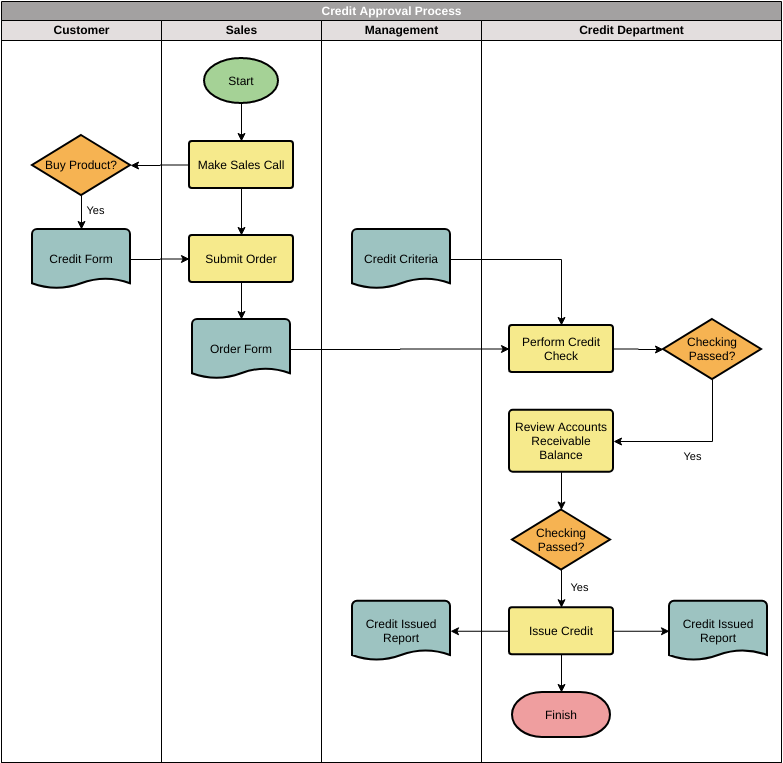 Credit Approval Process
Customer
Sales
Management
Credit Department
Start
Buy Product?
Make Sales Call
Yes
Credit Form
Submit Order
Credit Criteria
Order Form
Perform Credit
Check
Checking
Passed?
Review Accounts
Receivable
Balance
Yes
Checking
Passed?
Yes
Credit Issued
Report
Issue Credit
Credit Issued
Report
Finish